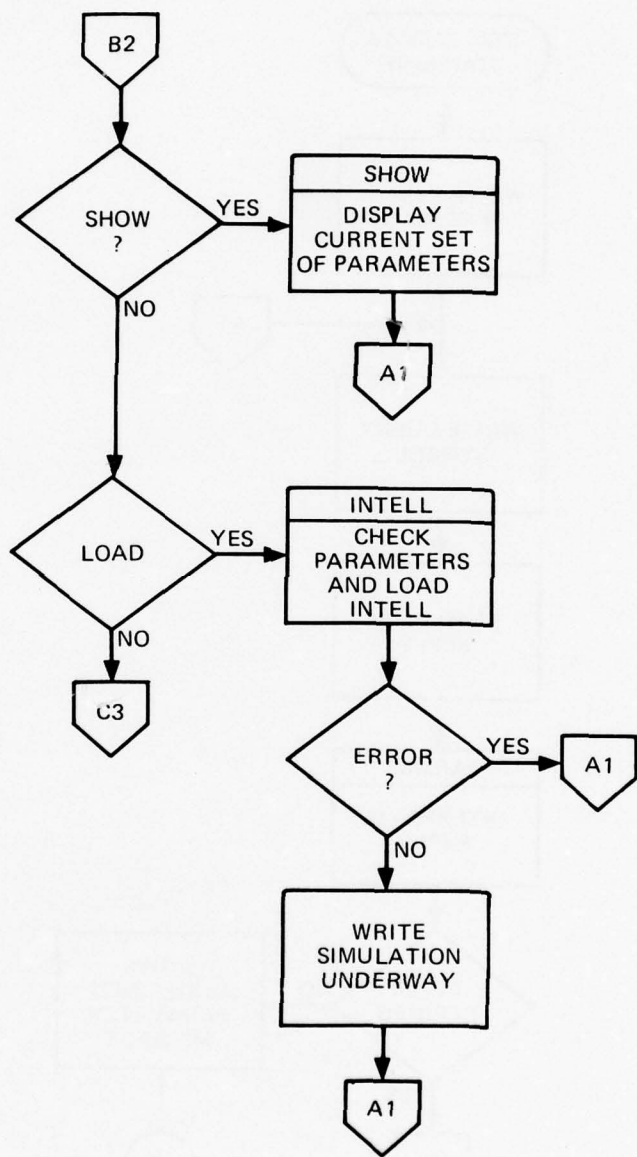 B2
SHOW
?
YES
NO
SHOW
DISPLAY
CURRENT SET
OF PARAMETERS
A1
LOAD
YES
NO
C3
INTELL
CHECK
PARAMETERS
AND LOAD
INTELL
ERROR
?
YES
A1
NO
WRITE
SIMULATION
UNDERWAY
A1